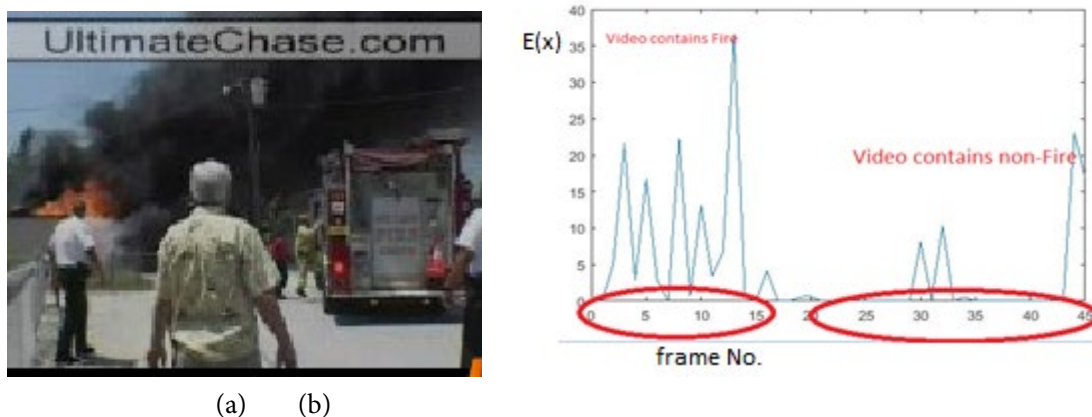 UltimateChase.com
E(x)
40
35
30
25
20
15
10
5
0
Video contains Fire
Video contains non-Fire
0 5 10 15 20 25 30 35 40 45
frame No.
(a) (b)